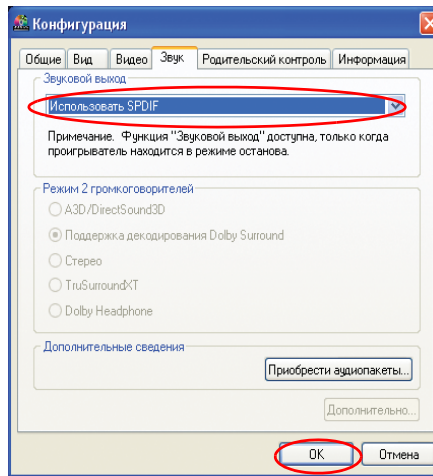 Конфигурация
Общие Вид Видео Звук Родительский контроль Информация
Звуковой выход
Использовать SPDIF
Примечание. Функция "Звуковой выход" доступна, только когда
проигрыватель находится в режиме останова.
Режим 2 громкоговорителей
A3D/DirectSound3D
Поддержка декодирования Dolby Surround
Стерео
TruSurroundXT
Dolby Headphone
Дополнительные сведения
Приобрести аудиопакеты...
Дополнительно...
OK Отмена